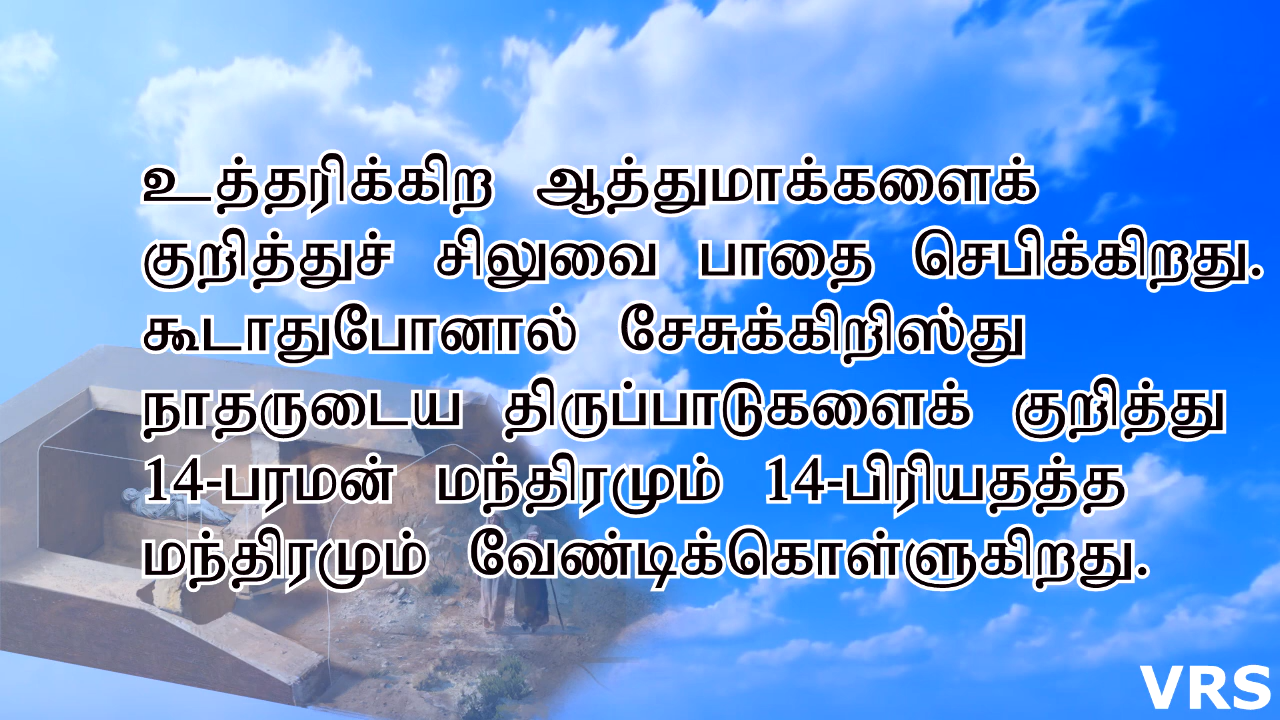 உத்தரிக்கிற ஆத்துமாக்களைக்
குறித்துச் சிலுவை பாதை செபிக்கிறது.
கூடாதுபோனால் சேசுக்கிறிஸ்து
நாதருடைய திருப்பாடுகளைக் குறித்து
14-பரமன் மந்திரமும் 14-பிரியதத்த
மந்திரமும் வேண்டிக்கொள்ளுகிறது.
VRS